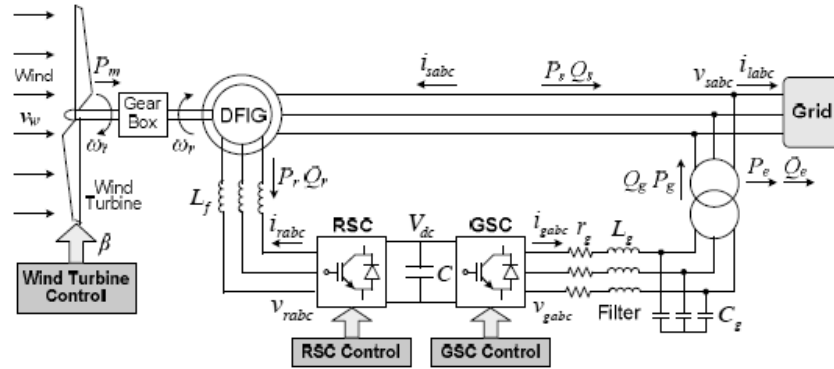 Wind
v_w
P_m
ω_t
Gear
Box
ω_r
DFIG
i_sabc
P_s Q_s
v_sabc
i_labc
Grid
Wind
Turbine
β
Wind Turbine
Control
L_f
P_r Q_r
i_rabc
RSC
V_dc
C
GSC
i_gabc
r_g
L_g
Q_g P_g
P_e
Q_e
v_rabc
v_gabc
Filter
C_g
RSC Control
GSC Control